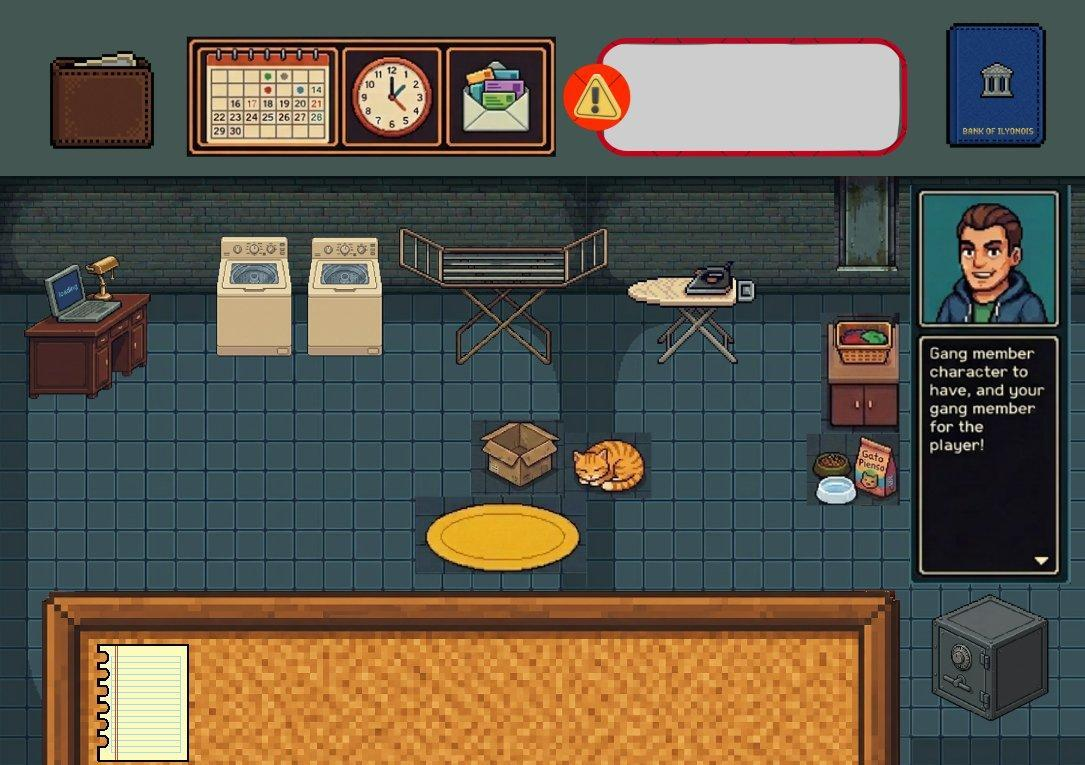 14
16 17 18 19 20 21
22 23 24 25 26 27 28
29 30
12
11 1
10 2
9 3
8 4
7 5
6
BANK OF ILYONOIS
loading
Gang member
character to
have, and your
gang member
for the
player!
Gato
Pienso